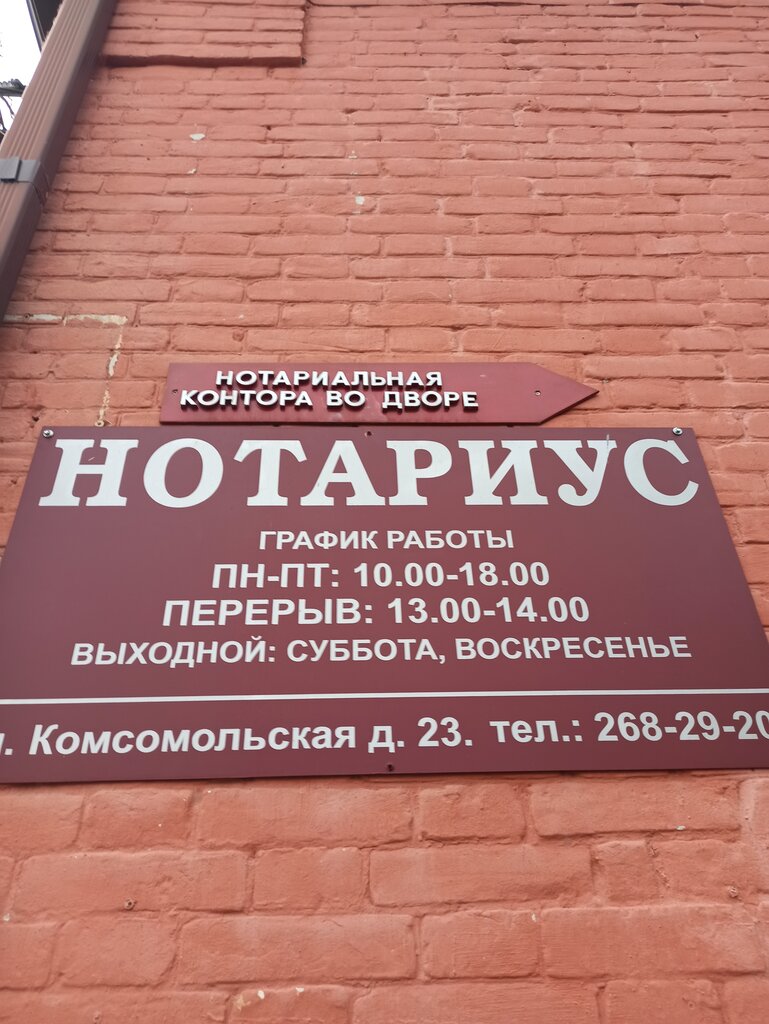 НОТАРИАЛЬНАЯ
КОНТОРА ВО ДВОРЕ
НОТАРИУС
ГРАФИК РАБОТЫ
ПН-ПТ: 10.00-18.00
ПЕРЕРЫВ: 13.00-14.00
ВЫХОДНОЙ: СУББОТА, ВОСКРЕСЕНЬЕ
Комсомольская д. 23. тел.: 268-29-20